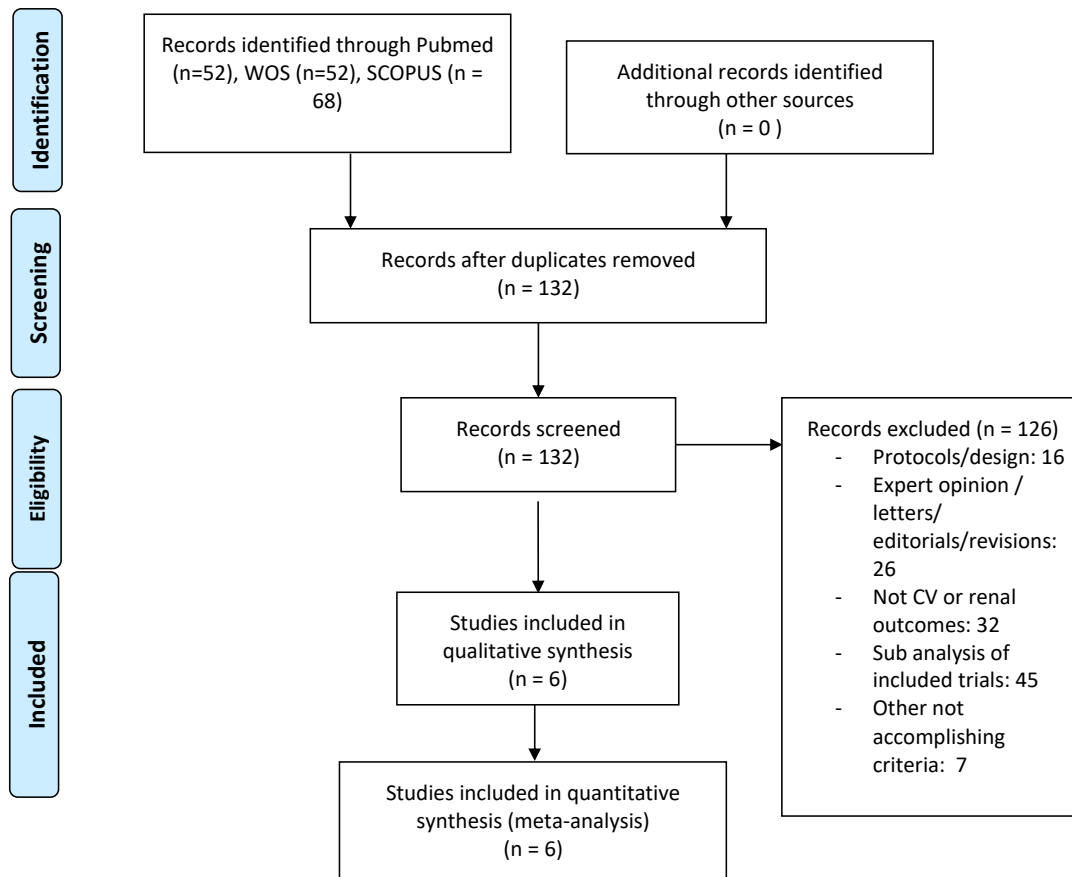 Identification
Records identified through Pubmed
(n=52), WOS (n=52), SCOPUS (n =
68)
Additional records identified
through other sources
(n = 0 )
Screening
Records after duplicates removed
(n = 132)
Eligibility
Records screened
(n = 132)
Records excluded (n = 126)
- Protocols/design: 16
- Expert opinion /
letters/
editorials/revisions:
26
- Not CV or renal
outcomes: 32
- Sub analysis of
included trials: 45
- Other not
accomplishing
criteria: 7
Included
Studies included in
qualitative synthesis
(n = 6)
Studies included in quantitative
synthesis (meta-analysis)
(n = 6)